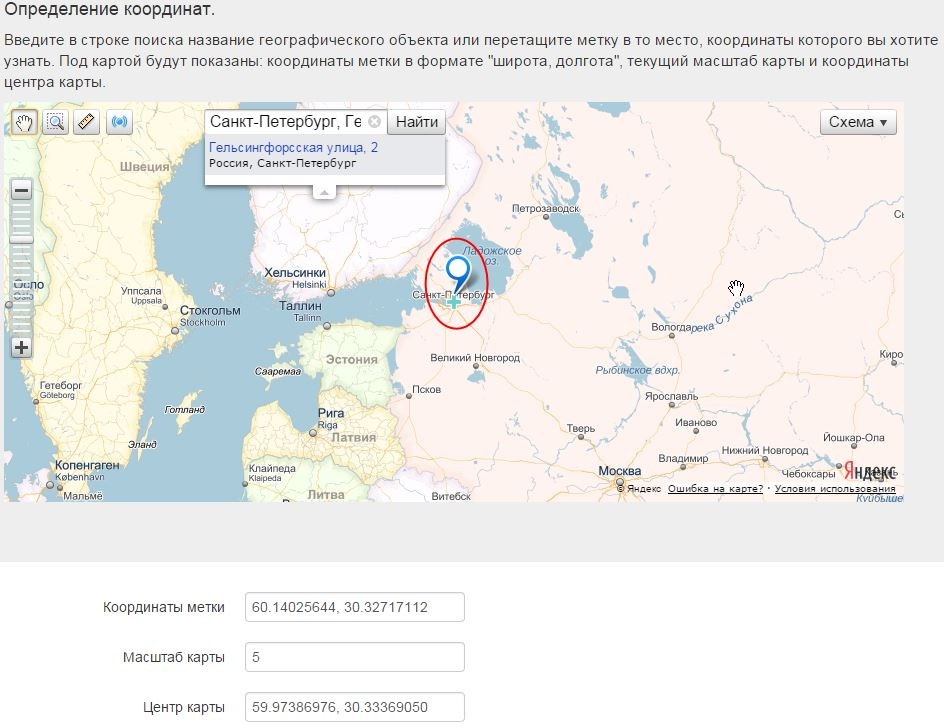 Определение координат.
Введите в строке поиска название географического объекта или перетащите метку в то место, координаты которого вы хотите
узнать. Под картой будут показаны: координаты метки в формате "широта, долгота", текущий масштаб карты и координаты
центра карты.
Санкт-Петербург, Ге
Найти
Схема
Гельсингфорсская улица, 2
Россия, Санкт-Петербург
Швеция
Петрозаводск
Ладожское
оз.
Хельсинки
Helsinki
Осло
Oslo
Уппсала
Uppsala
Стокгольм
Stockholm
Таллин
Tallinn
Санкт-Петербург
река Сухона
Вологда
Эстония
Сааремаа
Великий Новгород
Рыбинское вдхр.
Киро
Гетеборг
Göteborg
Псков
Ярославль
Готланд
Рига
Riga
Латвия
Тверь
Иваново
Йошкар-Ола
Эланд
Нижний Новгород
Владимир
Копенгаген
København
Клайпеда
Klaipeda
Москва
Чебоксары
Яндекс
Мальмё
Литва
Витебск
© Яндекс
Ошибка на карте?
·
Условия использования
Куйбыше
Координаты метки
60.14025644, 30.32717112
Масштаб карты
5
Центр карты
59.97386976, 30.33369050